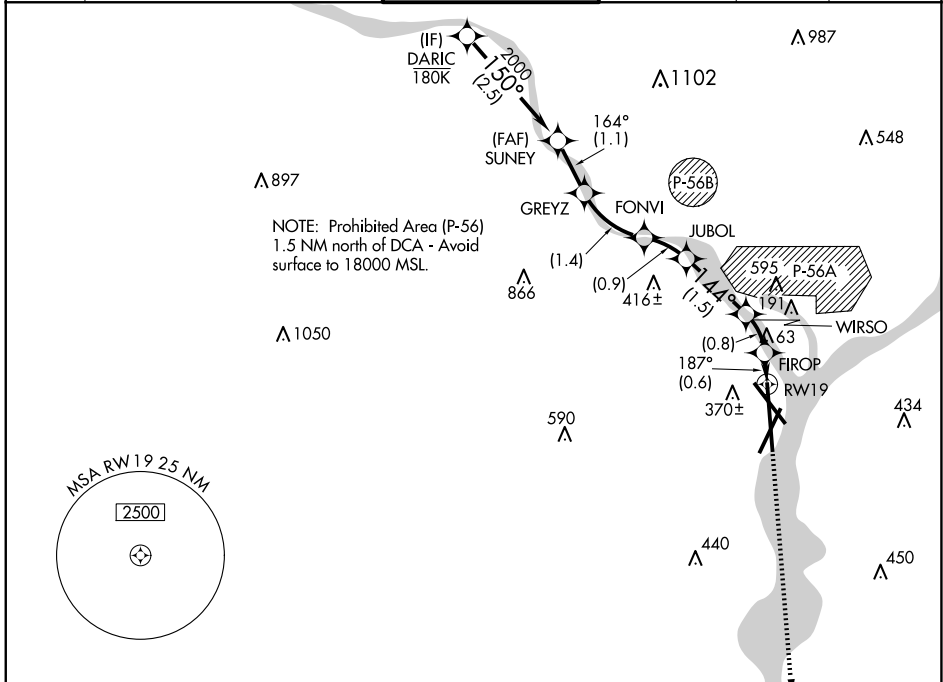 (IF)
DARIC
180K
2000
150°
(2.5)
987
1102
164°
(1.1)
548
(FAF)
SUNEY
897
P-56B
GREYZ
FONVI
JUBOL
NOTE: Prohibited Area (P-56)
1.5 NM north of DCA - Avoid
surface to 18000 MSL.
(1.4)
(0.9)
866
416±
144°
(1.5)
595
P-56A
191
WIRSO
1050
(0.8)
63
FIROP
187°
(0.6)
RW19
370±
590
434
MSA RW19 25 NM
2500
440
450